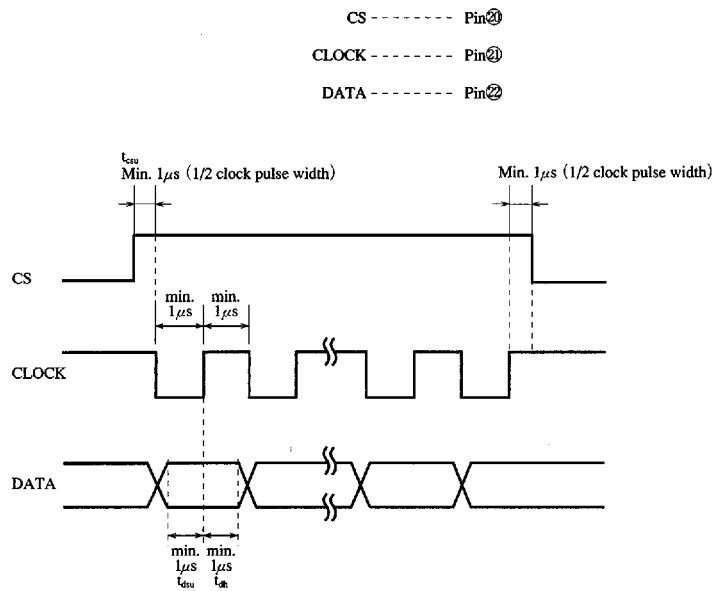 CS -------- Pin⑳
CLOCK -------- Pin㉑
DATA -------- Pin㉒
tcsu
Min. 1μs (1/2 clock pulse width)
Min. 1μs (1/2 clock pulse width)
CS
min.
1μs
min.
1μs
CLOCK
DATA
min.
1μs
tdsu
min.
1μs
tdh